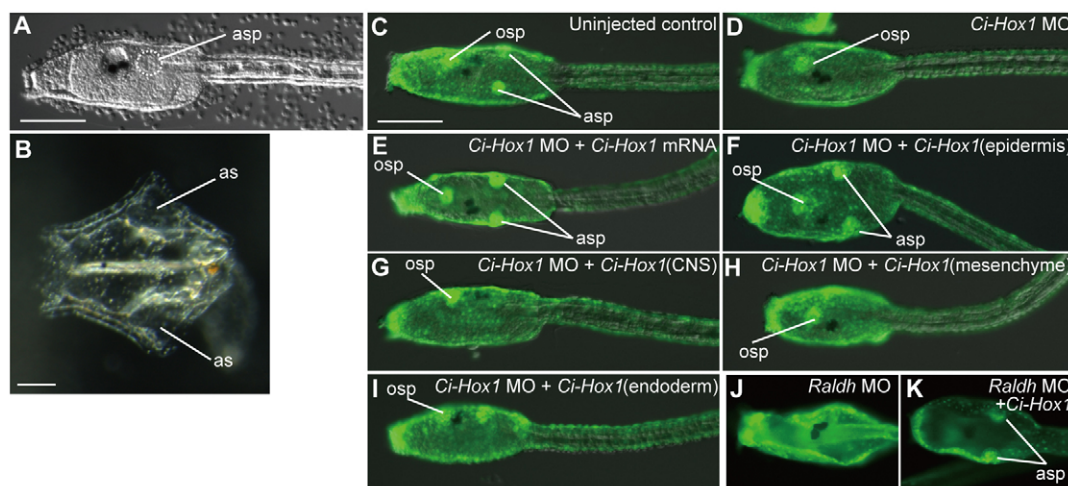 A
asp
B
as
as
C
Uninjected control
osp
asp
D
Ci-Hox1 MO
osp
E
Ci-Hox1 MO + Ci-Hox1 mRNA
osp
asp
F
Ci-Hox1 MO + Ci-Hox1(epidermis)
osp
asp
G
Ci-Hox1 MO + Ci-Hox1(CNS)
osp
H
Ci-Hox1 MO + Ci-Hox1(mesenchyme)
osp
I
Ci-Hox1 MO + Ci-Hox1(endoderm)
osp
J
Raldh MO
K
Raldh MO
+Ci-Hox1
asp